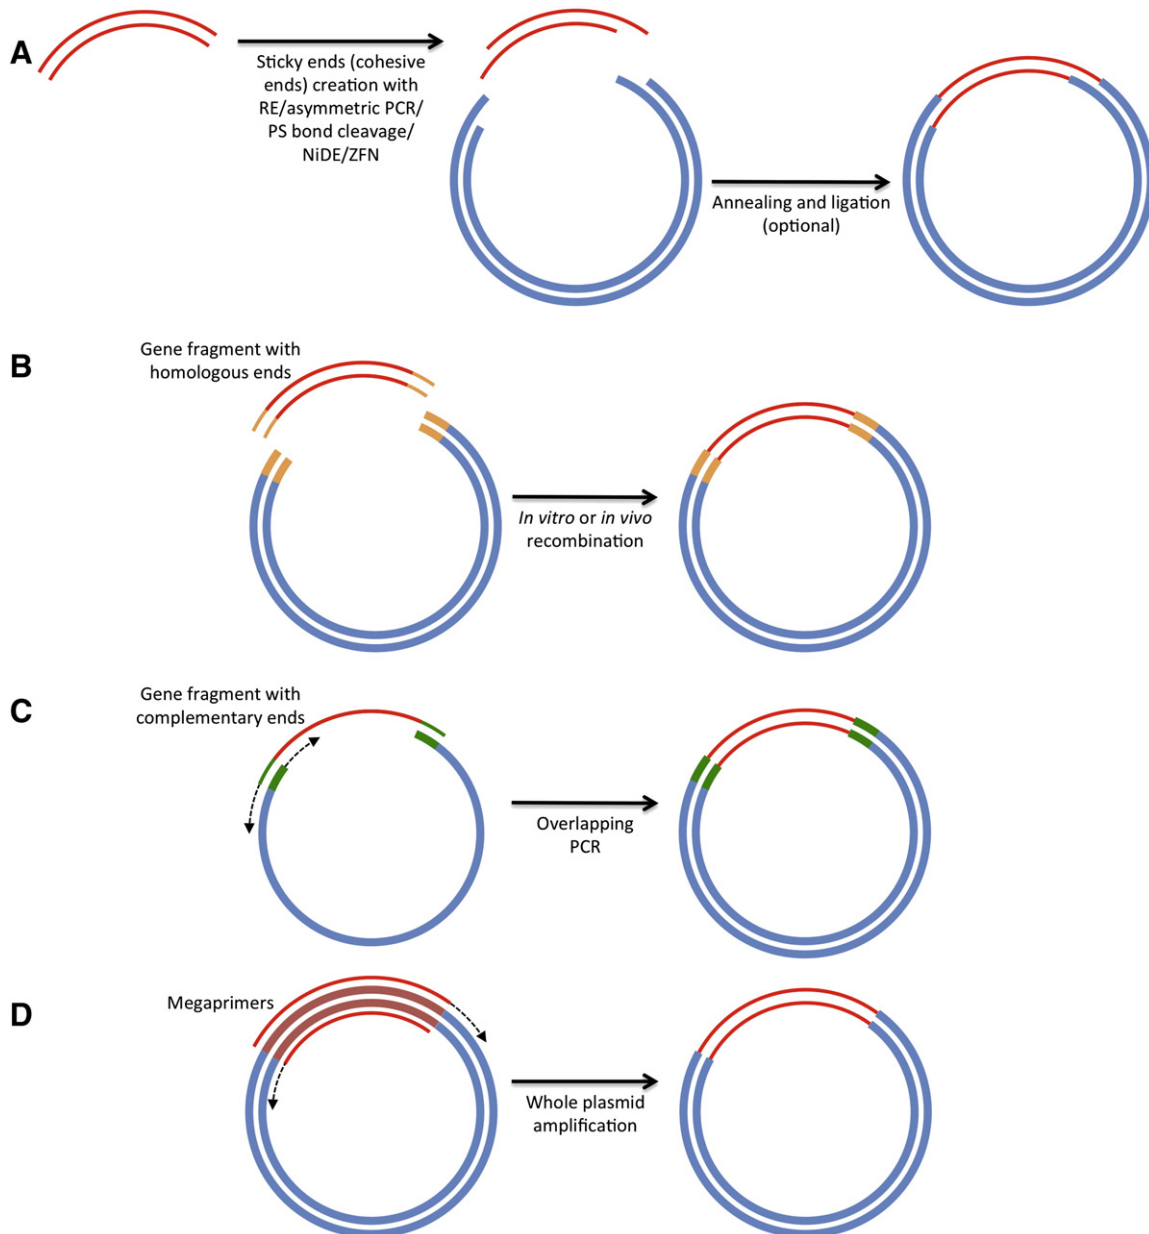 A
Sticky ends (cohesive
ends) creation with
RE/asymmetric PCR/
PS bond cleavage/
NiDE/ZFN
Annealing and ligation
(optional)
B
Gene fragment with
homologous ends
In vitro or in vivo
recombination
C
Gene fragment with
complementary ends
Overlapping
PCR
D
Megaprimers
Whole plasmid
amplification